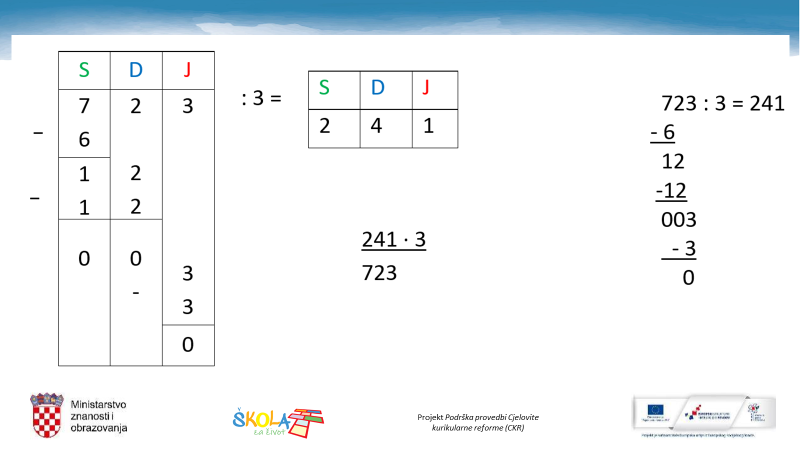 S D J
7 2 3
– 6
1 2
– 1 2
0 0 3
- 3
0
: 3 =
S D J
2 4 1
241 · 3
723
723 : 3 = 241
- 6
12
-12
003
- 3
0
Ministarstvo
znanosti i
obrazovanja
ŠKOLA
za život
Projekt Podrška provedbi Cjelovite
kurikularne reforme (CKR)